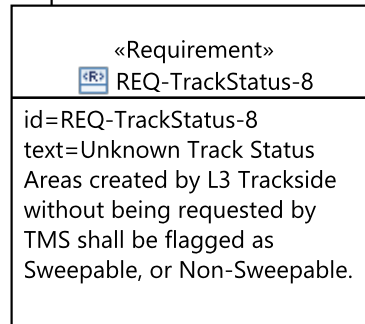 «Requirement»
<R> REQ-TrackStatus-8
id=REQ-TrackStatus-8
text=Unknown Track Status
Areas created by L3 Trackside
without being requested by
TMS shall be flagged as
Sweepable, or Non-Sweepable.